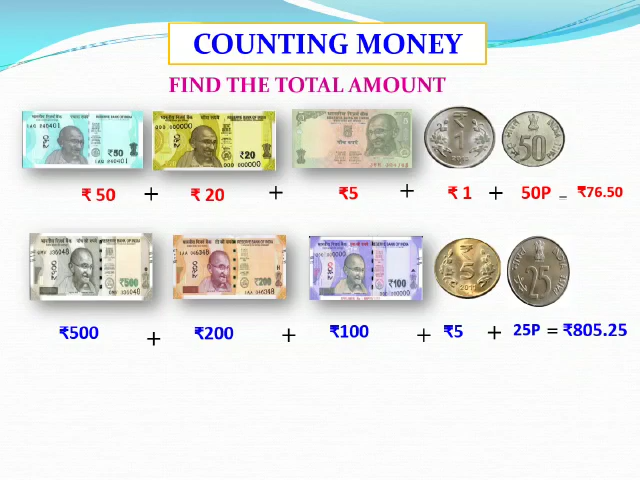 COUNTING MONEY
FIND THE TOTAL AMOUNT
₹ 50 + ₹ 20 + ₹5 + ₹ 1 + 50P = ₹76.50
₹500 + ₹200 + ₹100 + ₹5 + 25P = ₹805.25